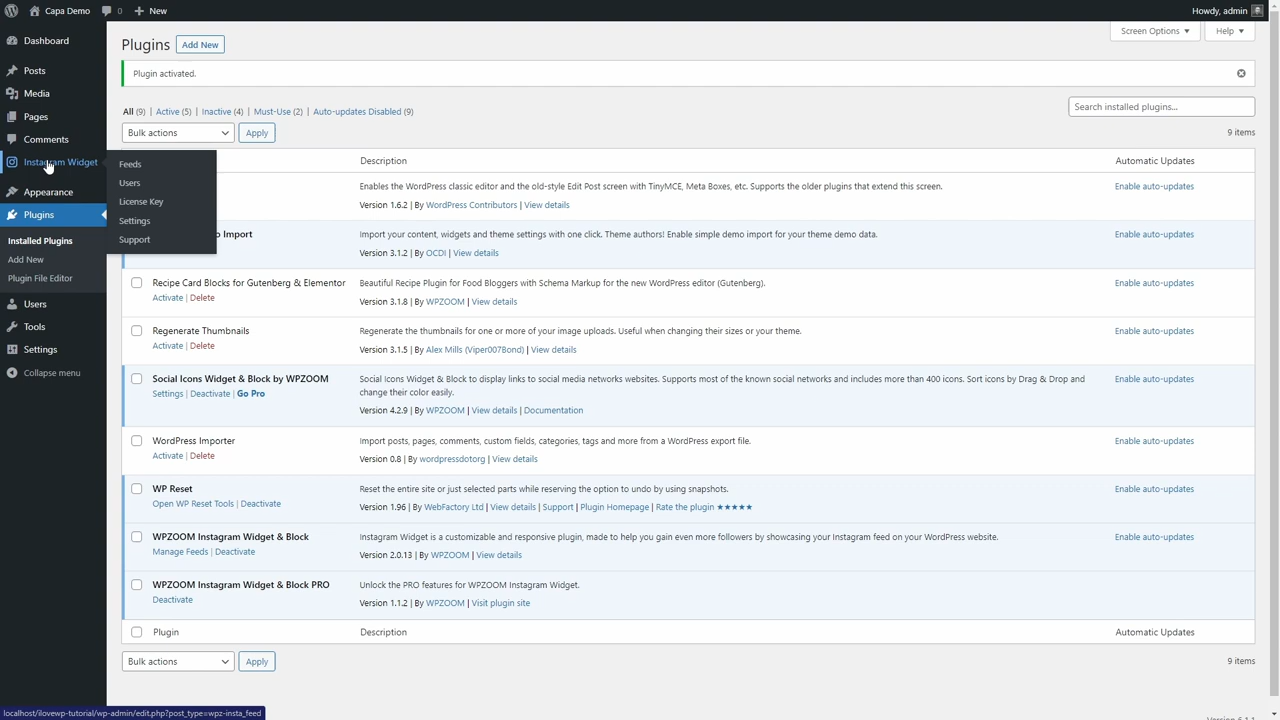 Capa Demo 0 New Howdy, admin
Dashboard
Posts
Media
Pages
Comments
Instagram Widget
Appearance
Plugins
Installed Plugins
Add New
Plugin File Editor
Users
Tools
Settings
Collapse menu
Feeds
Users
License Key
Settings
Support
Plugins Add New
Screen Options Help
Plugin activated.
All (9) | Active (5) | Inactive (4) | Must-Use (2) | Auto-updates Disabled (9)
Search installed plugins...
Bulk actions Apply
9 items
Description Automatic Updates
Enables the WordPress classic editor and the old-style Edit Post screen with TinyMCE, Meta Boxes, etc. Supports the older plugins that extend this screen. Enable auto-updates
Version 1.6.2 | By WordPress Contributors | View details
o Import Import your content, widgets and theme settings with one click. Theme authors! Enable simple demo import for your theme demo data. Enable auto-updates
Version 3.1.2 | By OCDI | View details
Recipe Card Blocks for Gutenberg & Elementor Beautiful Recipe Plugin for Food Bloggers with Schema Markup for the new WordPress editor (Gutenberg). Enable auto-updates
Activate | Delete Version 3.1.8 | By WPZOOM | View details
Regenerate Thumbnails Regenerate the thumbnails for one or more of your image uploads. Useful when changing their sizes or your theme. Enable auto-updates
Activate | Delete Version 3.1.5 | By Alex Mills (Viper007Bond) | View details
Social Icons Widget & Block by WPZOOM Social Icons Widget & Block to display links to social media networks websites. Supports most of the known social networks and includes more than 400 icons. Sort icons by Drag & Drop and Enable auto-updates
Settings | Deactivate | Go Pro change their color easily.
Version 4.2.9 | By WPZOOM | View details | Documentation
WordPress Importer Import posts, pages, comments, custom fields, categories, tags and more from a WordPress export file. Enable auto-updates
Activate | Delete Version 0.8 | By wordpressdotorg | View details
WP Reset Reset the entire site or just selected parts while reserving the option to undo by using snapshots. Enable auto-updates
Open WP Reset Tools | Deactivate Version 1.96 | By WebFactory Ltd | View details | Support | Plugin Homepage | Rate the plugin ★★★★★
WPZOOM Instagram Widget & Block Instagram Widget is a customizable and responsive plugin, made to help you gain even more followers by showcasing your Instagram feed on your WordPress website. Enable auto-updates
Manage Feeds | Deactivate Version 2.0.13 | By WPZOOM | View details
WPZOOM Instagram Widget & Block PRO Unlock the PRO features for WPZOOM Instagram Widget. Enable auto-updates
Deactivate Version 1.1.2 | By WPZOOM | Visit plugin site
Plugin Description Automatic Updates
Bulk actions Apply 9 items
localhost/ilovewp-tutorial/wp-admin/edit.php?post_type=wpz-insta_feed